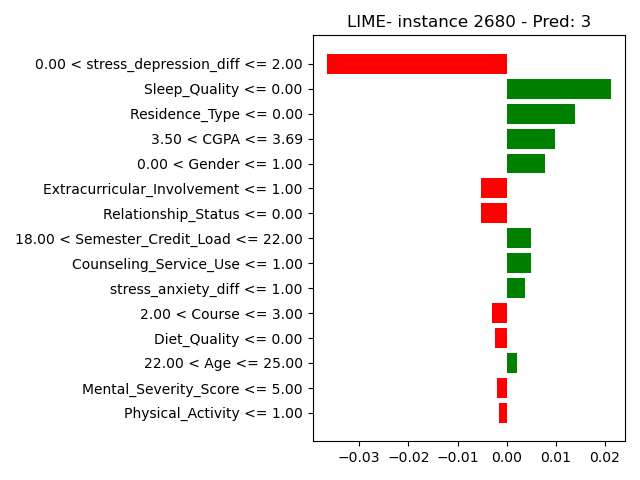 LIME- instance 2680 - Pred: 3
0.00 < stress_depression_diff <= 2.00
Sleep_Quality <= 0.00
Residence_Type <= 0.00
3.50 < CGPA <= 3.69
0.00 < Gender <= 1.00
Extracurricular_Involvement <= 1.00
Relationship_Status <= 0.00
18.00 < Semester_Credit_Load <= 22.00
Counseling_Service_Use <= 1.00
stress_anxiety_diff <= 1.00
2.00 < Course <= 3.00
Diet_Quality <= 0.00
22.00 < Age <= 25.00
Mental_Severity_Score <= 5.00
Physical_Activity <= 1.00
−0.03 −0.02 −0.01 0.00 0.01 0.02